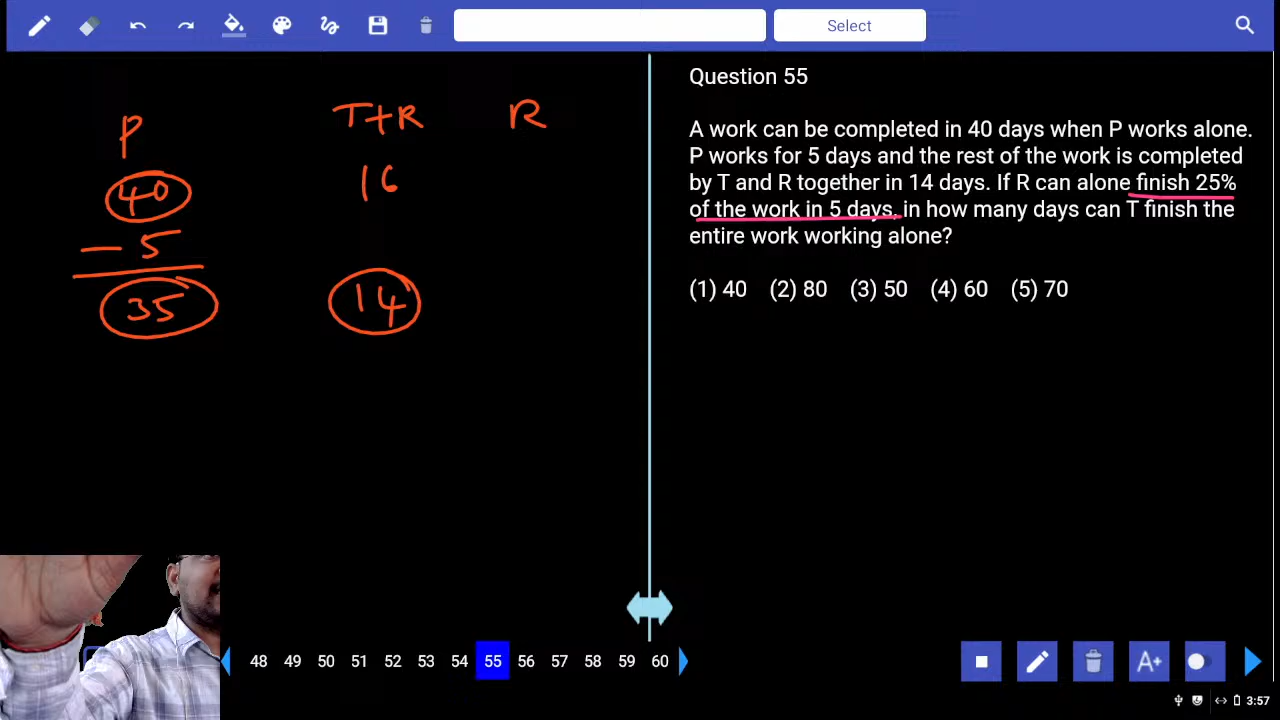 Select
P T+R R
40 16
- 5
35 14
Question 55
A work can be completed in 40 days when P works alone.
P works for 5 days and the rest of the work is completed
by T and R together in 14 days. If R can alone finish 25%
of the work in 5 days, in how many days can T finish the
entire work working alone?
(1) 40 (2) 80 (3) 50 (4) 60 (5) 70
48 49 50 51 52 53 54 55 56 57 58 59 60
A+
3:57